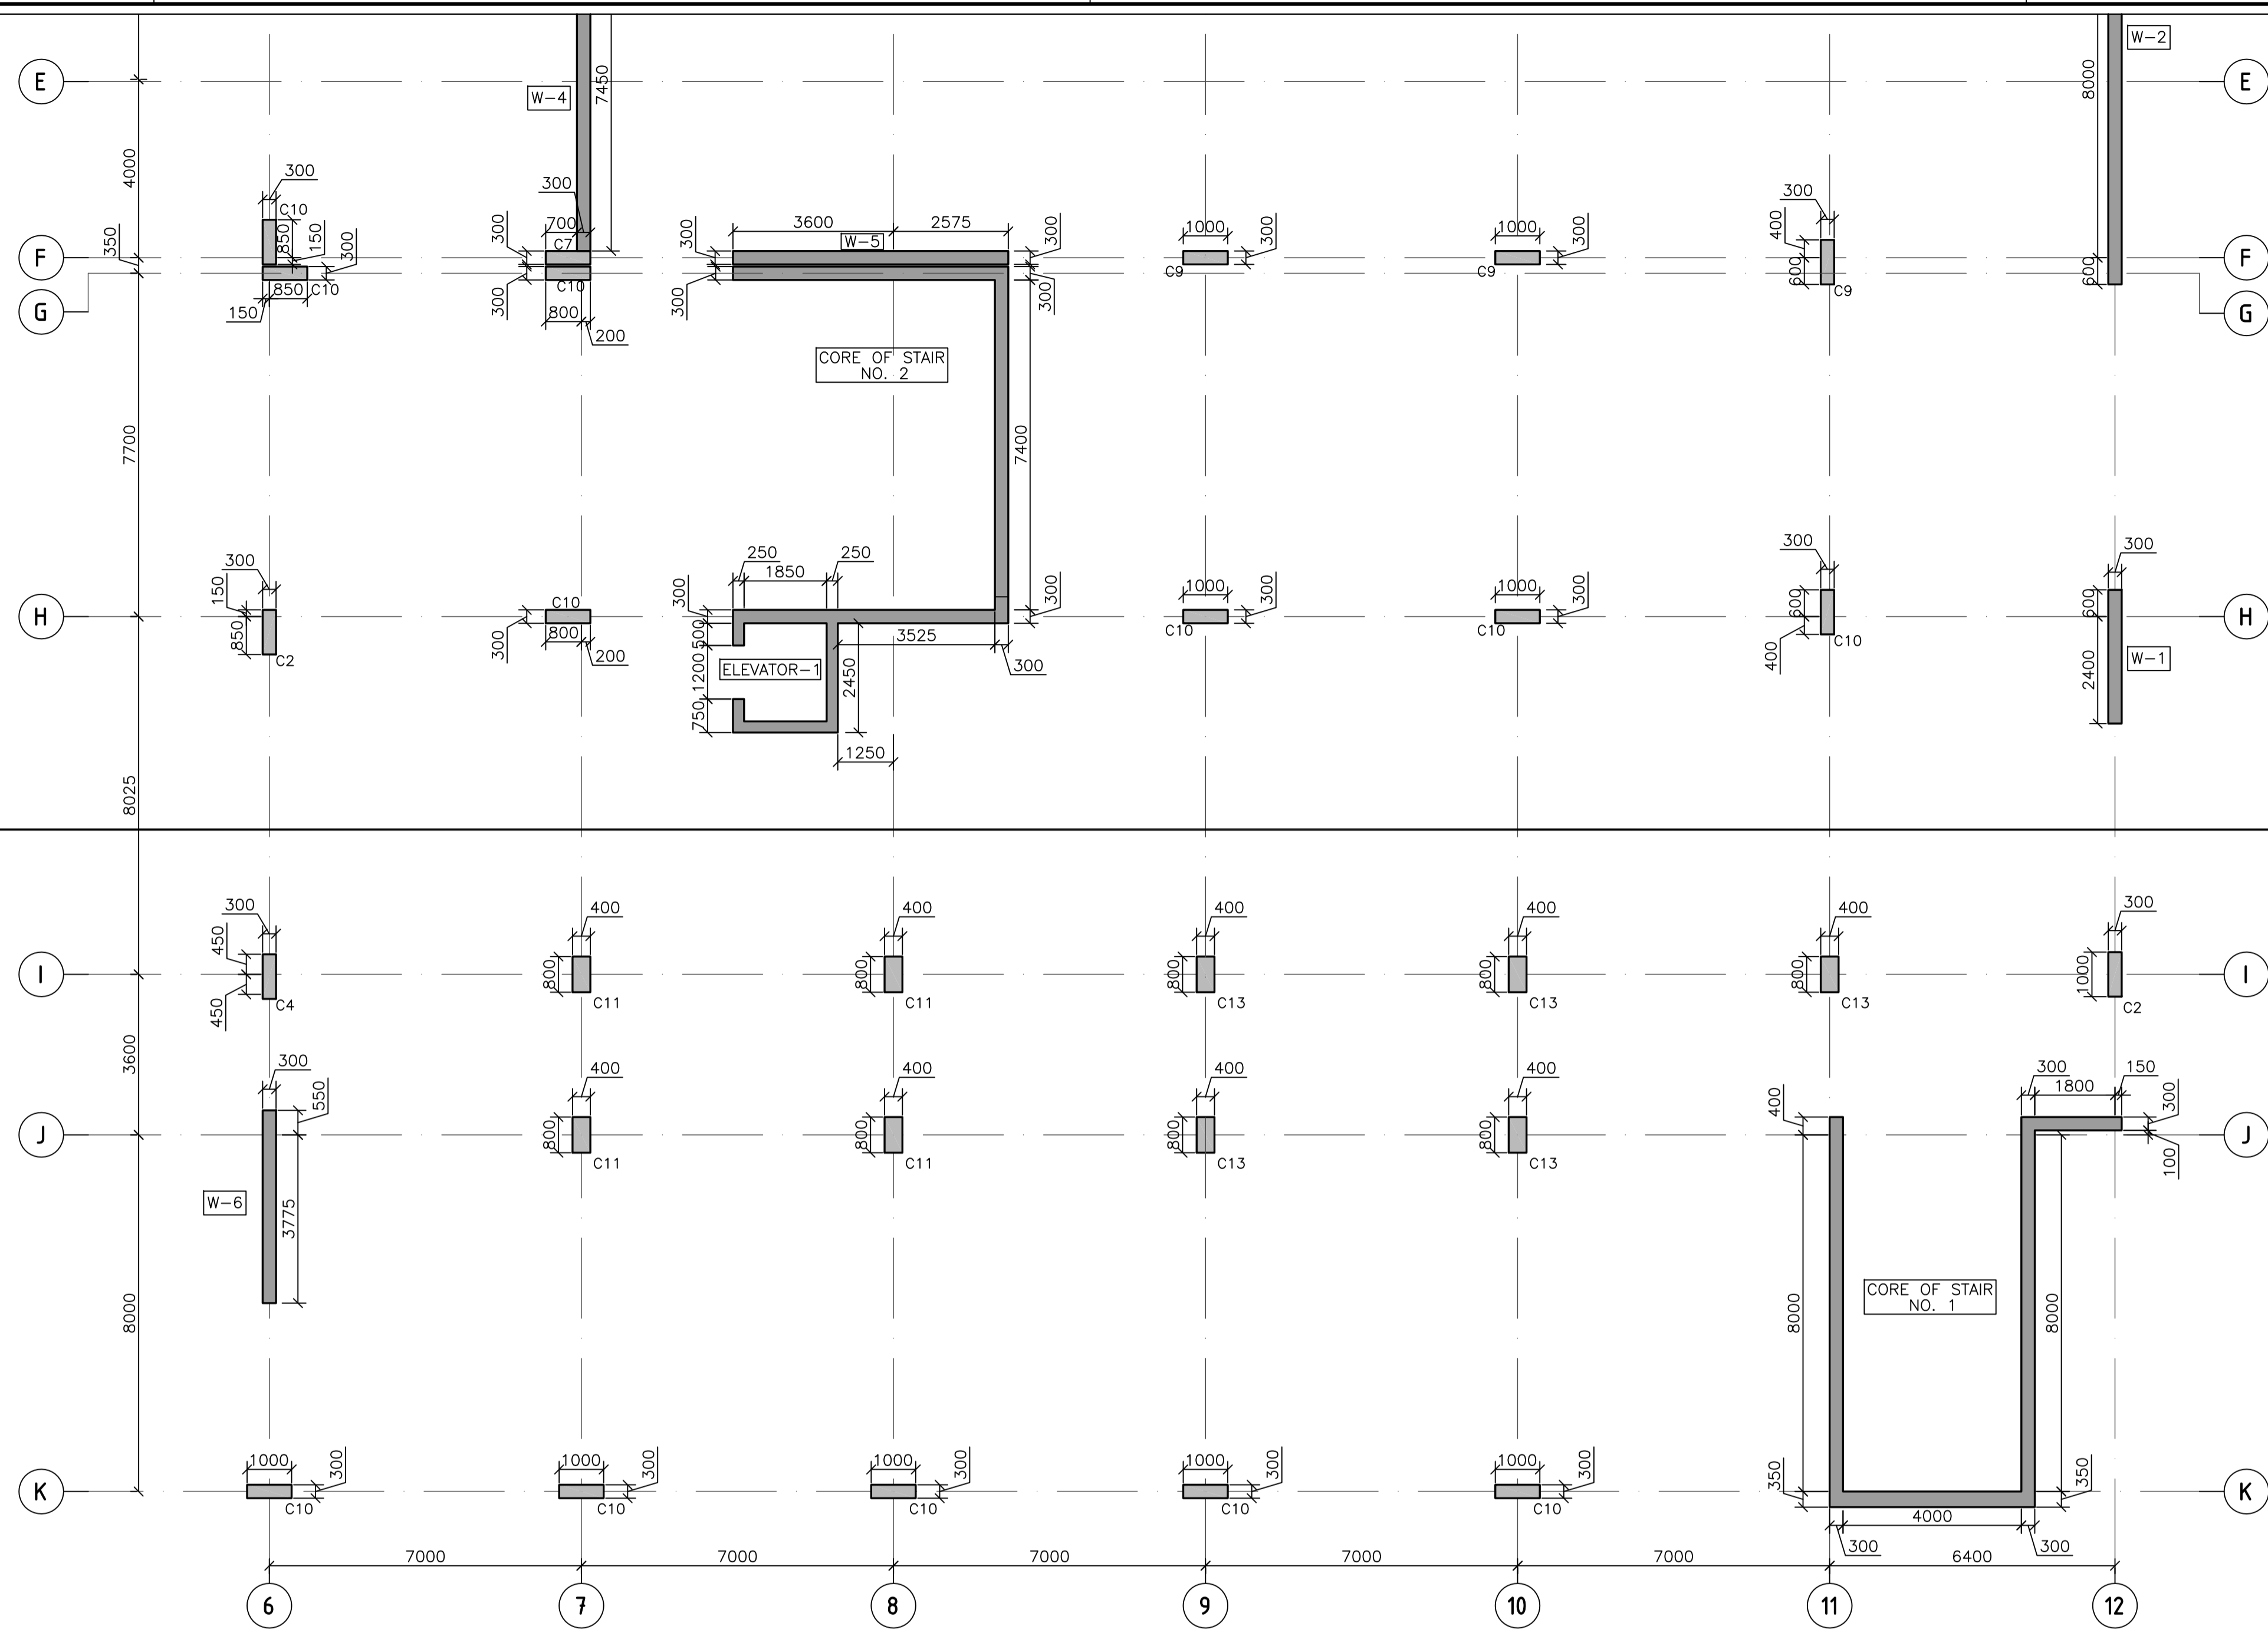 E
W-4
7450
8000
W-2
E
4000
300
C10
850
150
300
350
F
G
850
C10
150
300
300
700
C7
300
C10
300
800
200
3600
2575
W-5
300
300
300
300
1000
300
C9
1000
300
C9
300
400
600
C9
600
F
G
CORE OF STAIR
NO. 2
7700
7400
300
150
H
850
C2
C10
300
800
200
250
1850
250
300
500
1200
750
ELEVATOR-1
2450
3525
300
300
1250
1000
300
C10
1000
300
C10
300
600
400
C10
300
600
2400
W-1
H
8025
300
450
I
450
C4
400
800
C11
400
800
C11
400
800
C13
400
800
C13
400
800
C13
300
1000
C2
I
3600
300
550
J
W-6
3775
400
800
C11
400
800
C11
400
800
C13
400
800
C13
400
300
1800
150
300
100
J
8000
8000
CORE OF STAIR
NO. 1
8000
K
1000
300
C10
1000
300
C10
1000
300
C10
1000
300
C10
1000
300
C10
350
350
K
4000
300
300
7000
7000
7000
7000
7000
6400
6
7
8
9
10
11
12